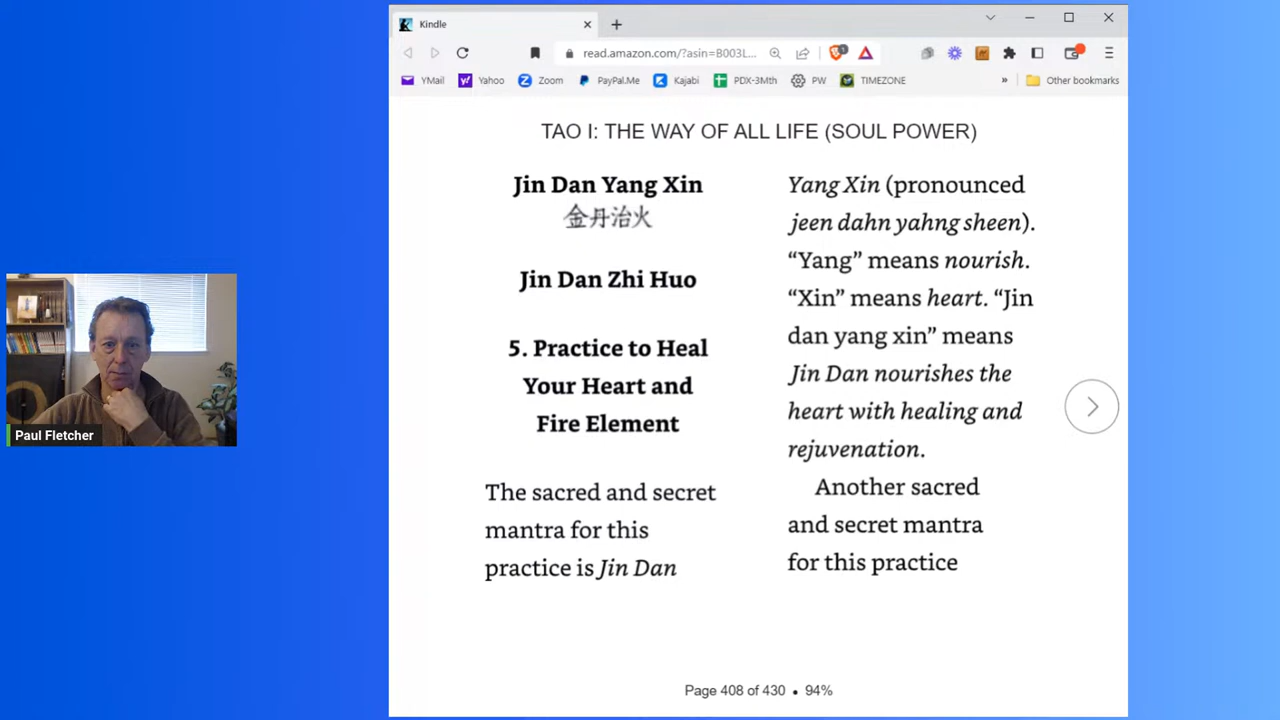 Kindle
read.amazon.com/?asin=B003L...
1
YMail
Yahoo
Zoom
PayPal.Me
Kajabi
PDX-3Mth
PW
TIMEZONE
»
Other bookmarks
TAO I: THE WAY OF ALL LIFE (SOUL POWER)
Jin Dan Yang Xin
金丹治火
Jin Dan Zhi Huo
5. Practice to Heal
Your Heart and
Fire Element
The sacred and secret
mantra for this
practice is Jin Dan
Yang Xin (pronounced
jeen dahn yahng sheen).
“Yang” means nourish.
“Xin” means heart. “Jin
dan yang xin” means
Jin Dan nourishes the
heart with healing and
rejuvenation.
Another sacred
and secret mantra
for this practice
Page 408 of 430 • 94%
Paul Fletcher